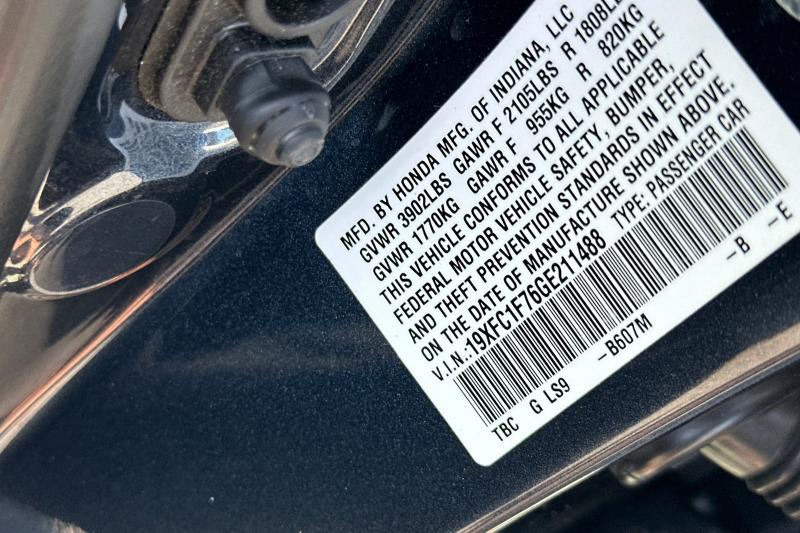 MFD. BY HONDA MFG. OF INDIANA, LLC
GVWR 3902LBS GAWR F 2105LBS R 1808LBS
GVWR 1770KG GAWR F 955KG R 820KG
THIS VEHICLE CONFORMS TO ALL APPLICABLE
FEDERAL MOTOR VEHICLE SAFETY, BUMPER,
AND THEFT PREVENTION STANDARDS IN EFFECT
ON THE DATE OF MANUFACTURE SHOWN ABOVE.
V.I.N.:19XFC1F76GE211488 TYPE: PASSENGER CAR
TBC G LS9 –B607M –B –E